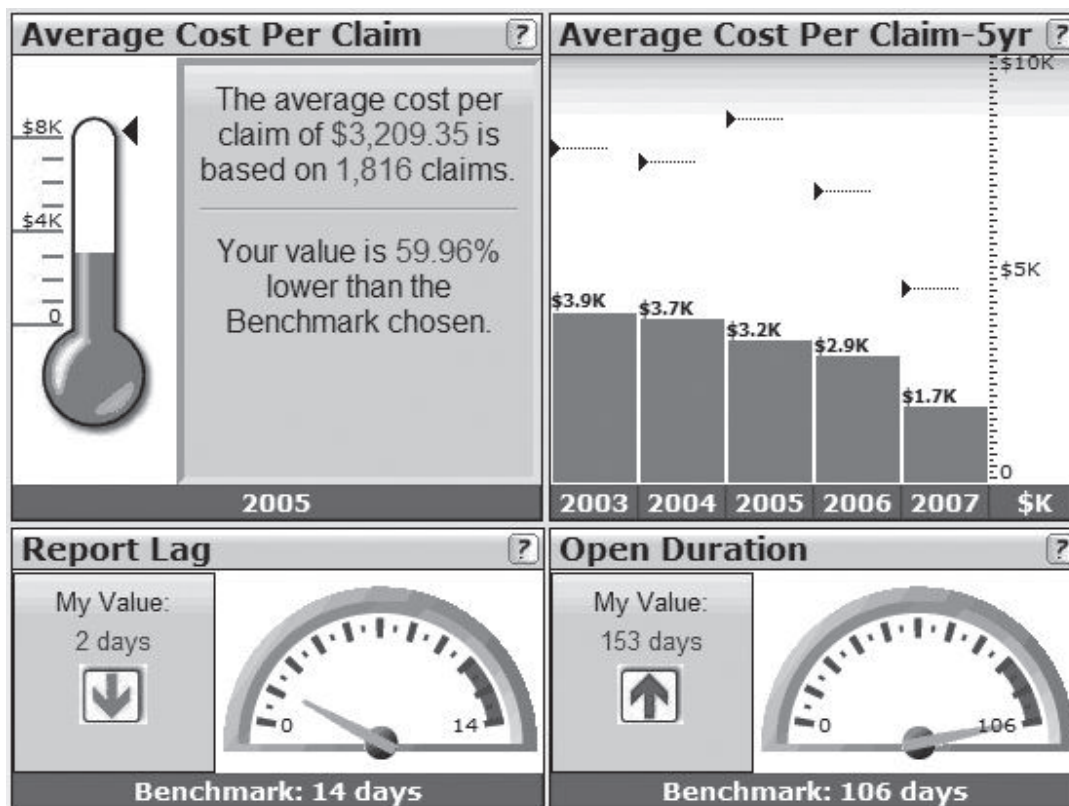 Average Cost Per Claim ?
$8K
$4K
0
The average cost per
claim of $3,209.35 is
based on 1,816 claims.
Your value is 59.96%
lower than the
Benchmark chosen.
2005
Average Cost Per Claim-5yr ?
$10K
$5K
0
$3.9K
$3.7K
$3.2K
$2.9K
$1.7K
2003 2004 2005 2006 2007 $K
Report Lag ?
My Value:
2 days
0 14
Benchmark: 14 days
Open Duration ?
My Value:
153 days
0 106
Benchmark: 106 days